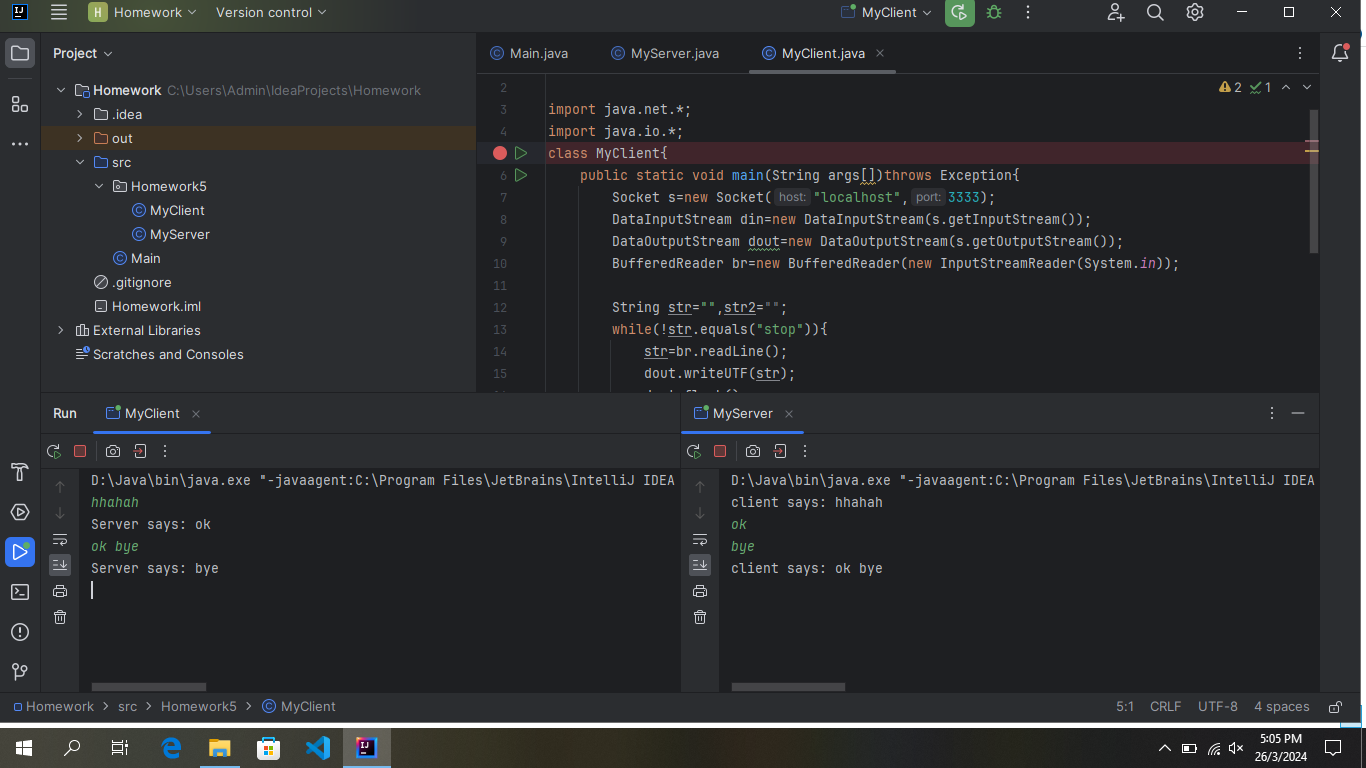 H Homework Version control MyClient
Project
Main.java MyServer.java MyClient.java
Homework C:\Users\Admin\IdeaProjects\Homework
.idea
out
src
Homework5
MyClient
MyServer
Main
.gitignore
Homework.iml
External Libraries
Scratches and Consoles
2 1
2
3 import java.net.*;
4 import java.io.*;
class MyClient{
6 public static void main(String args[])throws Exception{
7 Socket s=new Socket( host: "localhost", port: 3333);
8 DataInputStream din=new DataInputStream(s.getInputStream());
9 DataOutputStream dout=new DataOutputStream(s.getOutputStream());
10 BufferedReader br=new BufferedReader(new InputStreamReader(System.in));
11
12 String str="",str2="";
13 while(!str.equals("stop")){
14 str=br.readLine();
15 dout.writeUTF(str);
Run MyClient
D:\Java\bin\java.exe "-javaagent:C:\Program Files\JetBrains\IntelliJ IDEA
hhahah
Server says: ok
ok bye
Server says: bye
MyServer
D:\Java\bin\java.exe "-javaagent:C:\Program Files\JetBrains\IntelliJ IDEA
client says: hhahah
ok
bye
client says: ok bye
Homework > src > Homework5 > MyClient
5:1 CRLF UTF-8 4 spaces
5:05 PM
26/3/2024